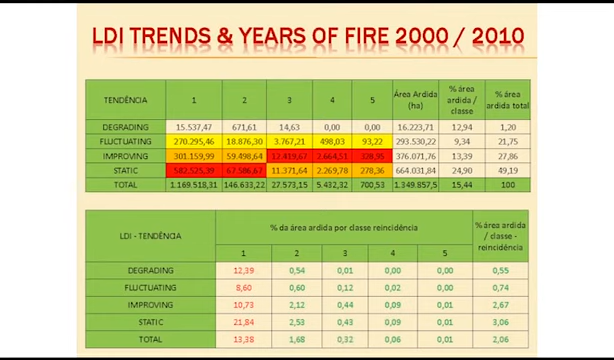 LDI TRENDS & YEARS OF FIRE 2000 / 2010
TENDÊNCIA 1 2 3 4 5 Área Ardida (ha) % área ardida / classe % área ardida total
DEGRADING 15.537,47 671,61 14,63 0,00 0,00 16.223,71 12,94 1,20
FLUCTUATING 270.295,46 18.876,30 3.767,21 498,03 93,22 293.530,22 9,34 21,75
IMPROVING 301.159,99 59.498,64 12.419,67 2.664,51 328,95 376.071,76 13,39 27,86
STATIC 582.525,39 67.586,67 11.371,64 2.269,78 278,36 664.031,84 24,90 49,19
TOTAL 1.169.518,31 146.633,22 27.573,15 5.432,32 700,53 1.349.857,5 15,44 100
LDI - TENDÊNCIA % da área ardida por classe reincidência % área ardida / classe - reincidência
1 2 3 4 5
DEGRADING 12,39 0,54 0,01 0,00 0,00 0,55
FLUCTUATING 8,60 0,60 0,12 0,02 0,00 0,74
IMPROVING 10,73 2,12 0,44 0,09 0,01 2,67
STATIC 21,84 2,53 0,43 0,09 0,01 3,06
TOTAL 13,38 1,68 0,32 0,06 0,01 2,06